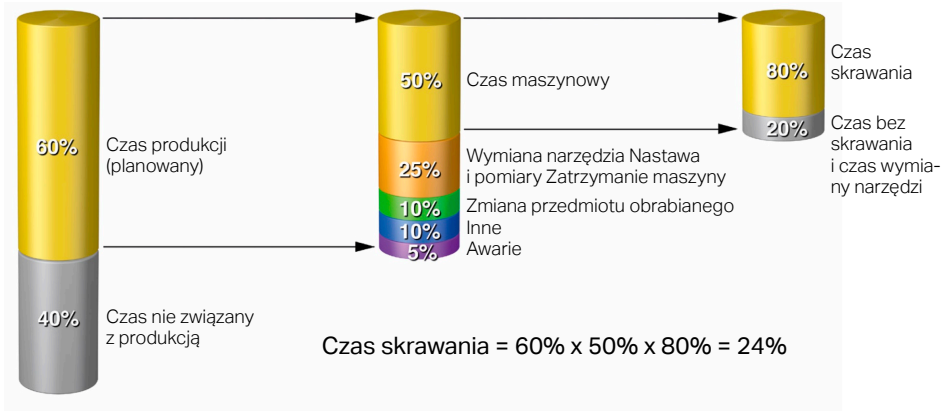 60%
Czas produkcji
(planowany)
40%
Czas nie związany
z produkcją
50%
Czas maszynowy
25%
Wymiana narzędzia Nastawa
i pomiary Zatrzymanie maszyny
10%
Zmiana przedmiotu obrabianego
10%
Inne
5%
Awarie
80%
Czas
skrawania
20%
Czas bez
skrawania
i czas wymia-
ny narzędzi
Czas skrawania = 60% x 50% x 80% = 24%